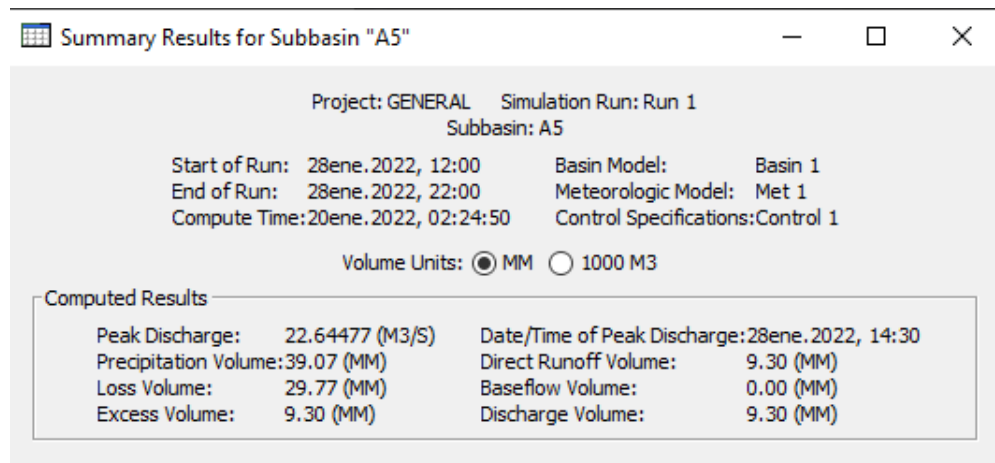 Summary Results for Subbasin "A5"
Project: GENERAL Simulation Run: Run 1
Subbasin: A5
Start of Run: 28ene.2022, 12:00 Basin Model: Basin 1
End of Run: 28ene.2022, 22:00 Meteorologic Model: Met 1
Compute Time:20ene.2022, 02:24:50 Control Specifications:Control 1
Volume Units: MM 1000 M3
Computed Results
Peak Discharge: 22.64477 (M3/S) Date/Time of Peak Discharge:28ene.2022, 14:30
Precipitation Volume:39.07 (MM) Direct Runoff Volume: 9.30 (MM)
Loss Volume: 29.77 (MM) Baseflow Volume: 0.00 (MM)
Excess Volume: 9.30 (MM) Discharge Volume: 9.30 (MM)